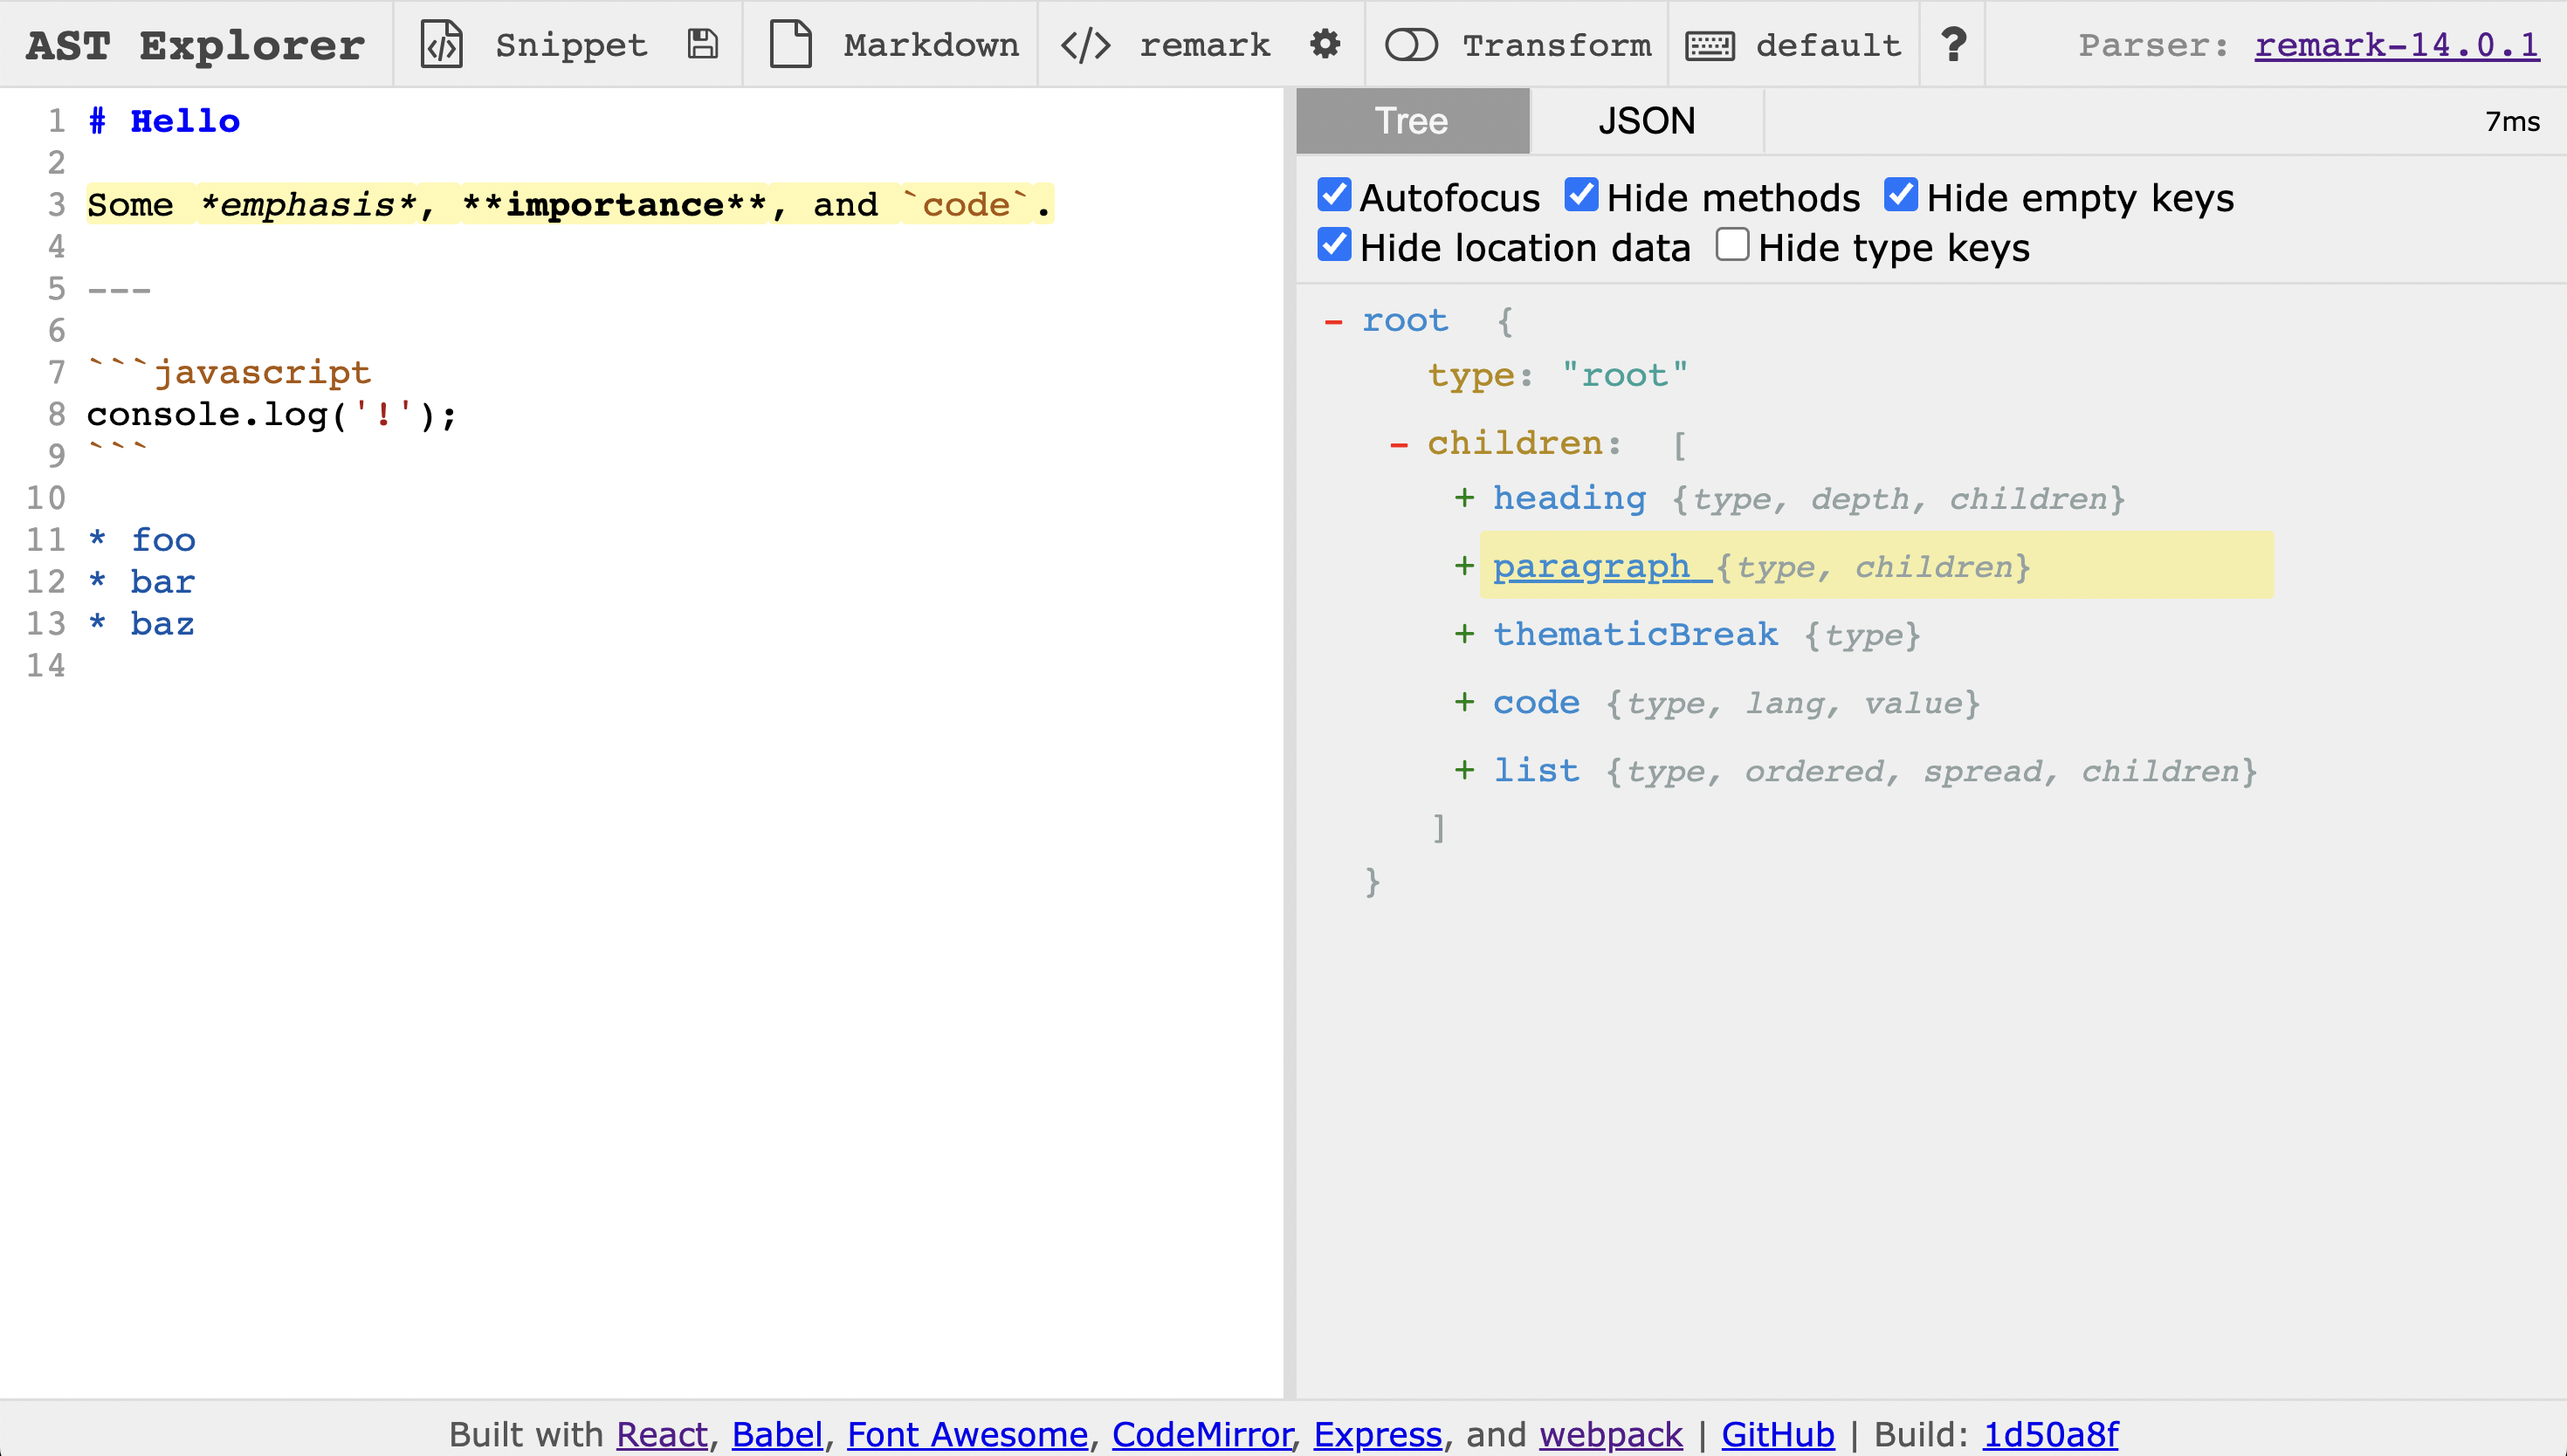 AST Explorer </> Snippet Markdown </> remark Transform default ? Parser: remark-14.0.1
1 # Hello
2
3 Some *emphasis*, **importance**, and `code`.
4
5 ---
6
7 ```javascript
8 console.log('!');
9 ```
10
11 * foo
12 * bar
13 * baz
14
Tree JSON 7ms
Autofocus Hide methods Hide empty keys
Hide location data Hide type keys
- root {
type: "root"
- children: [
+ heading {type, depth, children}
+ paragraph {type, children}
+ thematicBreak {type}
+ code {type, lang, value}
+ list {type, ordered, spread, children}
]
}
Built with React, Babel, Font Awesome, CodeMirror, Express, and webpack | GitHub | Build: 1d50a8f